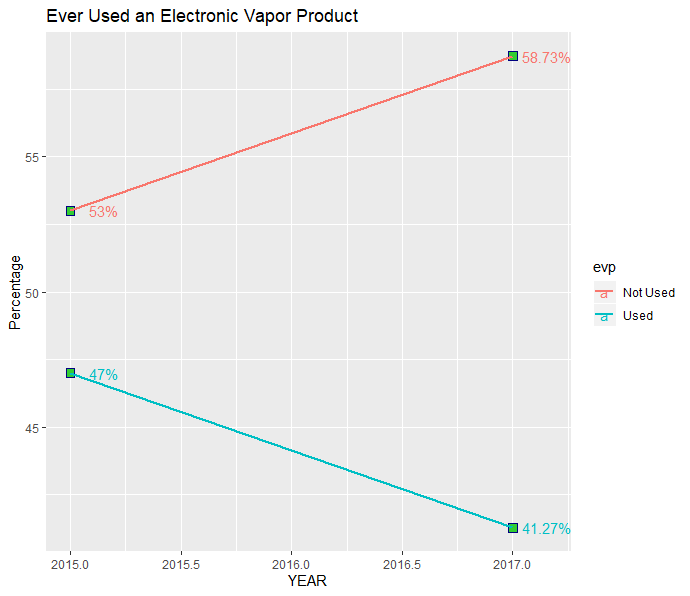 Ever Used an Electronic Vapor Product
58.73%
55
53%
Percentage
50
47%
45
41.27%
2015.0
2015.5
2016.0
2016.5
2017.0
YEAR
evp
a Not Used
a Used